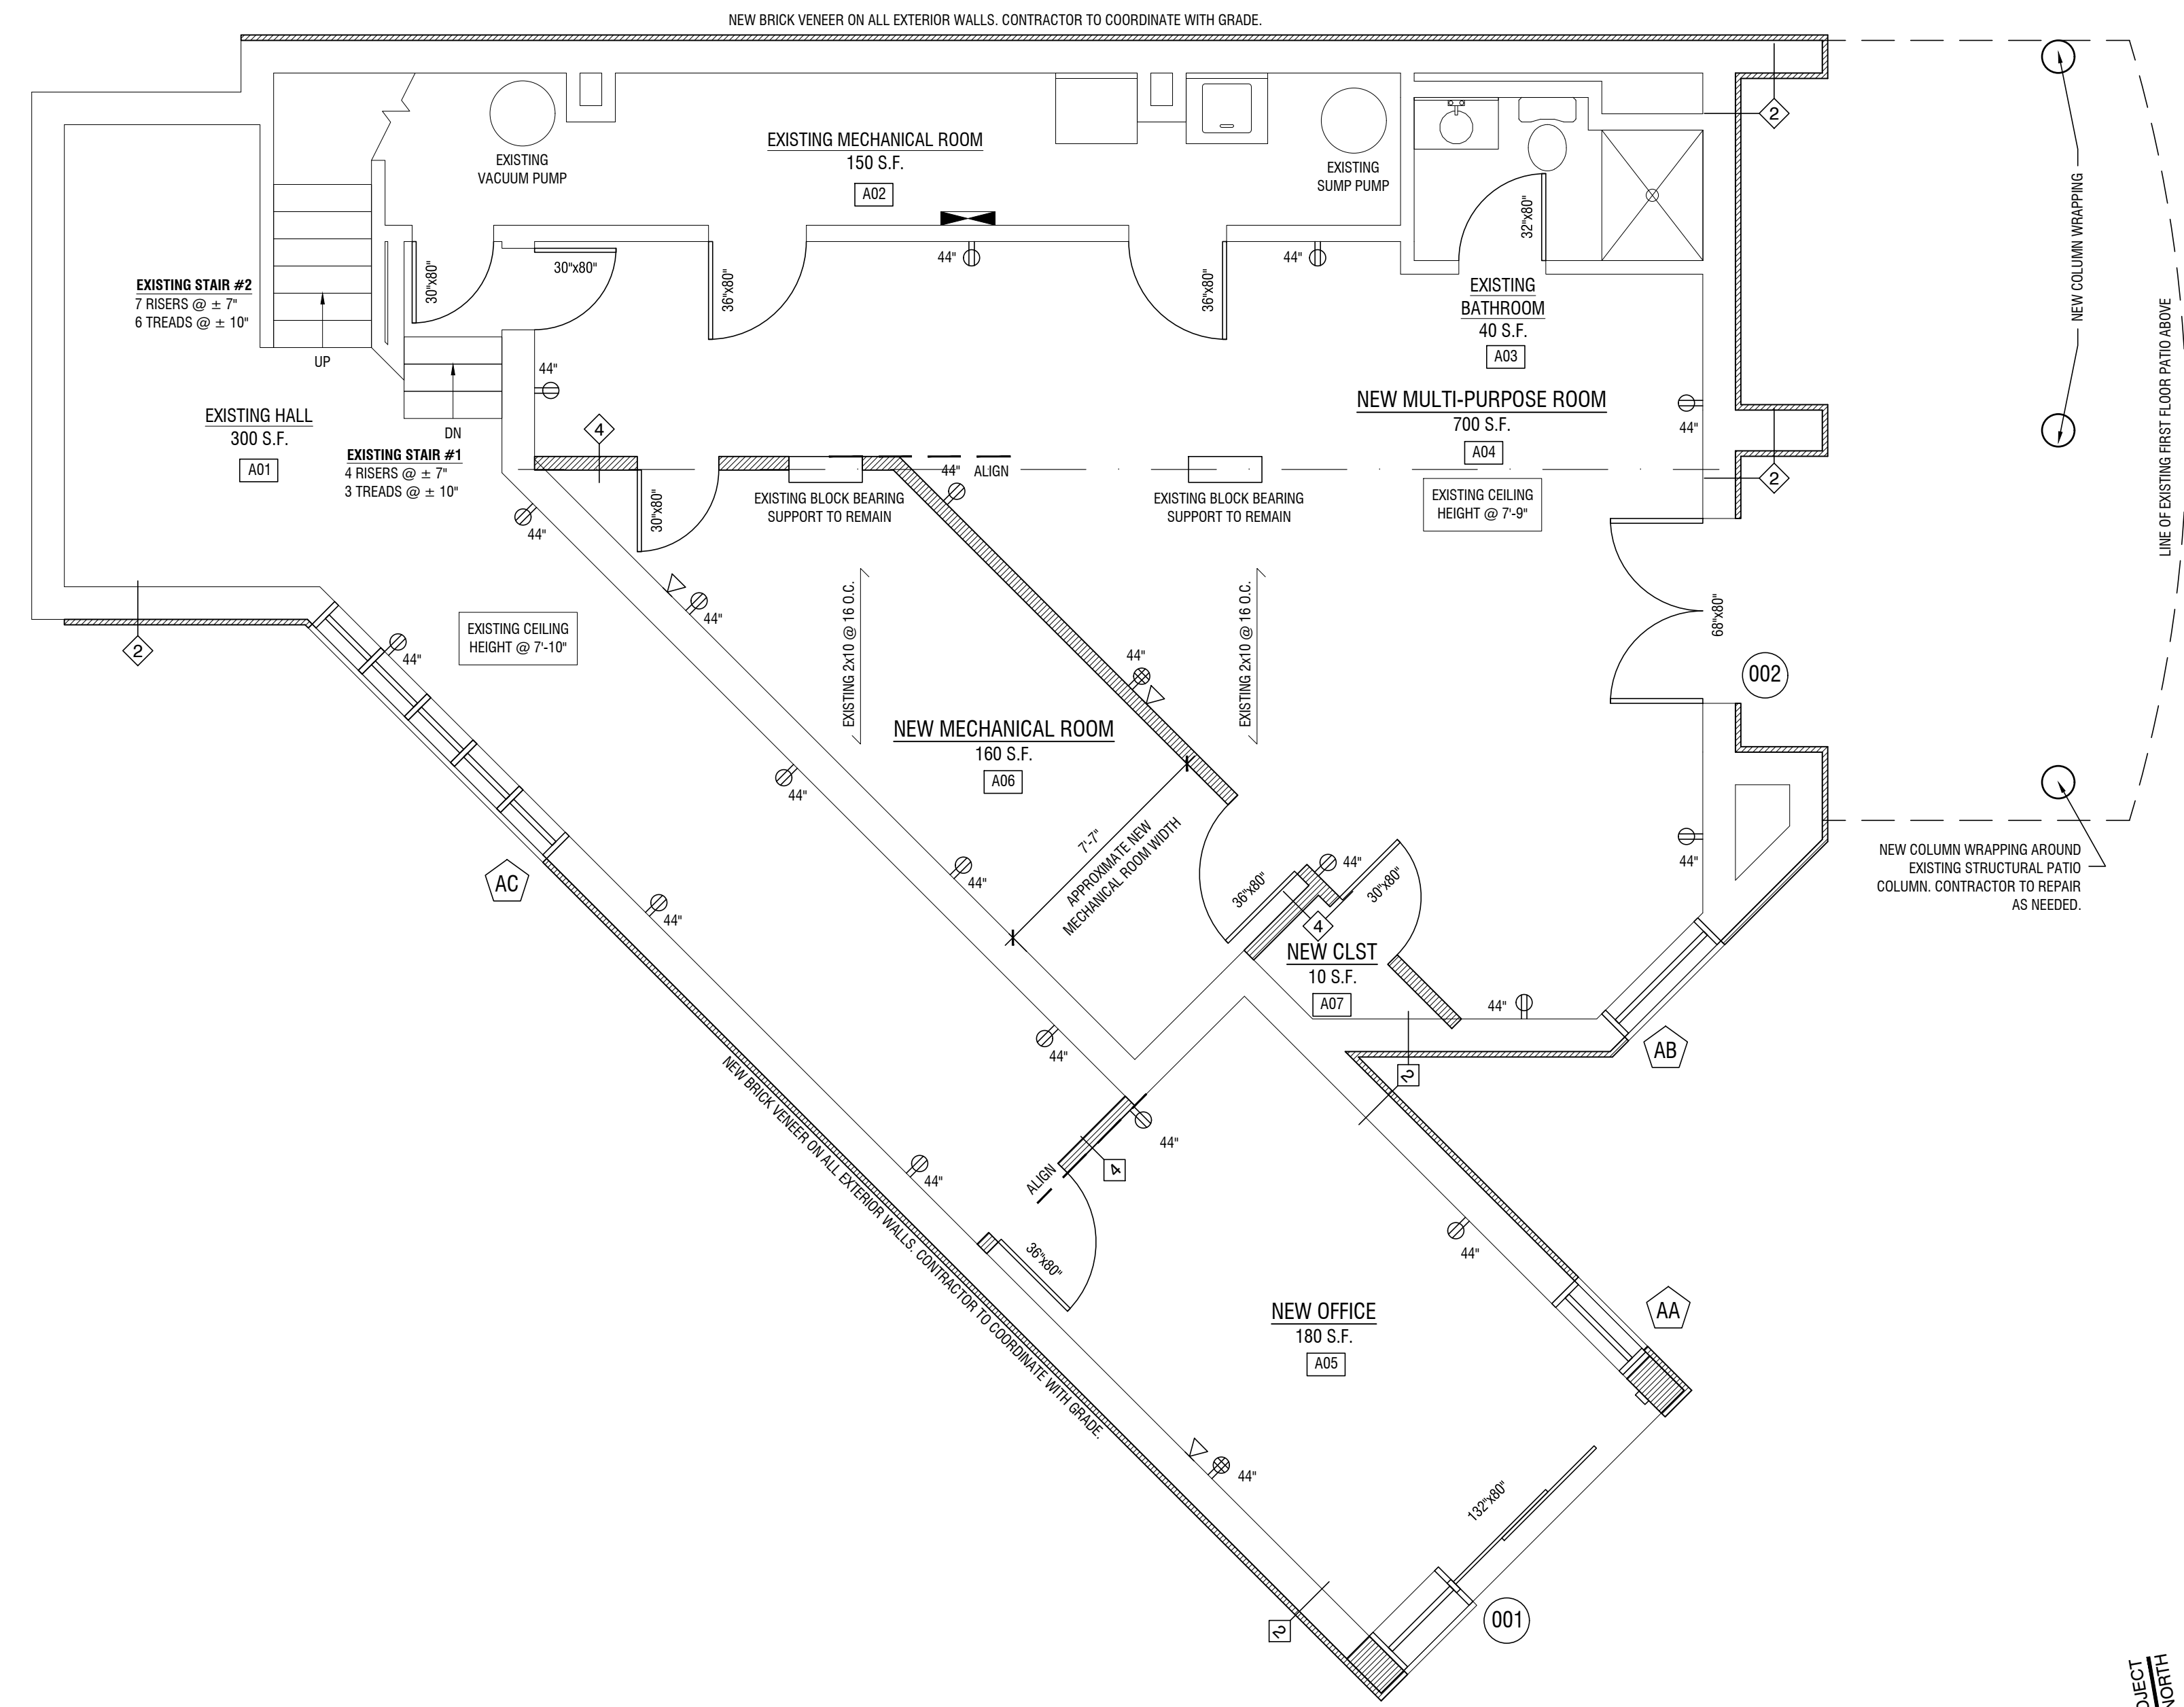 NEW BRICK VENEER ON ALL EXTERIOR WALLS. CONTRACTOR TO COORDINATE WITH GRADE.
2
EXISTING
VACUUM PUMP
EXISTING MECHANICAL ROOM
150 S.F.
A02
EXISTING
SUMP PUMP
32"x80"
NEW COLUMN WRAPPING
LINE OF EXISTING FIRST FLOOR PATIO ABOVE
30"x80"
30"x80"
36"x80"
44"
36"x80"
44"
EXISTING
BATHROOM
40 S.F.
A03
EXISTING STAIR #2
7 RISERS @ ± 7"
6 TREADS @ ± 10"
UP
44"
DN
EXISTING HALL
300 S.F.
A01
EXISTING STAIR #1
4 RISERS @ ± 7"
3 TREADS @ ± 10"
4
NEW MULTI-PURPOSE ROOM
700 S.F.
A04
44"
44" ALIGN
2
30"x80"
EXISTING BLOCK BEARING
SUPPORT TO REMAIN
EXISTING BLOCK BEARING
SUPPORT TO REMAIN
EXISTING CEILING
HEIGHT @ 7'-9"
44"
44"
44"
EXISTING CEILING
HEIGHT @ 7'-10"
2
EXISTING 2x10 @ 16 O.C.
EXISTING 2x10 @ 16 O.C.
44"
68"x80"
002
NEW MECHANICAL ROOM
160 S.F.
A06
44"
7'-7"
APPROXIMATE NEW
MECHANICAL ROOM WIDTH
44"
44"
AC
44"
36"x80"
44"
30"x80"
4
NEW CLST
10 S.F.
A07
44"
44"
NEW COLUMN WRAPPING AROUND
EXISTING STRUCTURAL PATIO
COLUMN. CONTRACTOR TO REPAIR
AS NEEDED.
AB
2
44"
NEW BRICK VENEER ON ALL EXTERIOR WALLS. CONTRACTOR TO COORDINATE WITH GRADE.
44"
4
ALIGN
44"
36"x80"
44"
NEW OFFICE
180 S.F.
A05
AA
44"
132"x80"
2
001
OJECT
NORTH